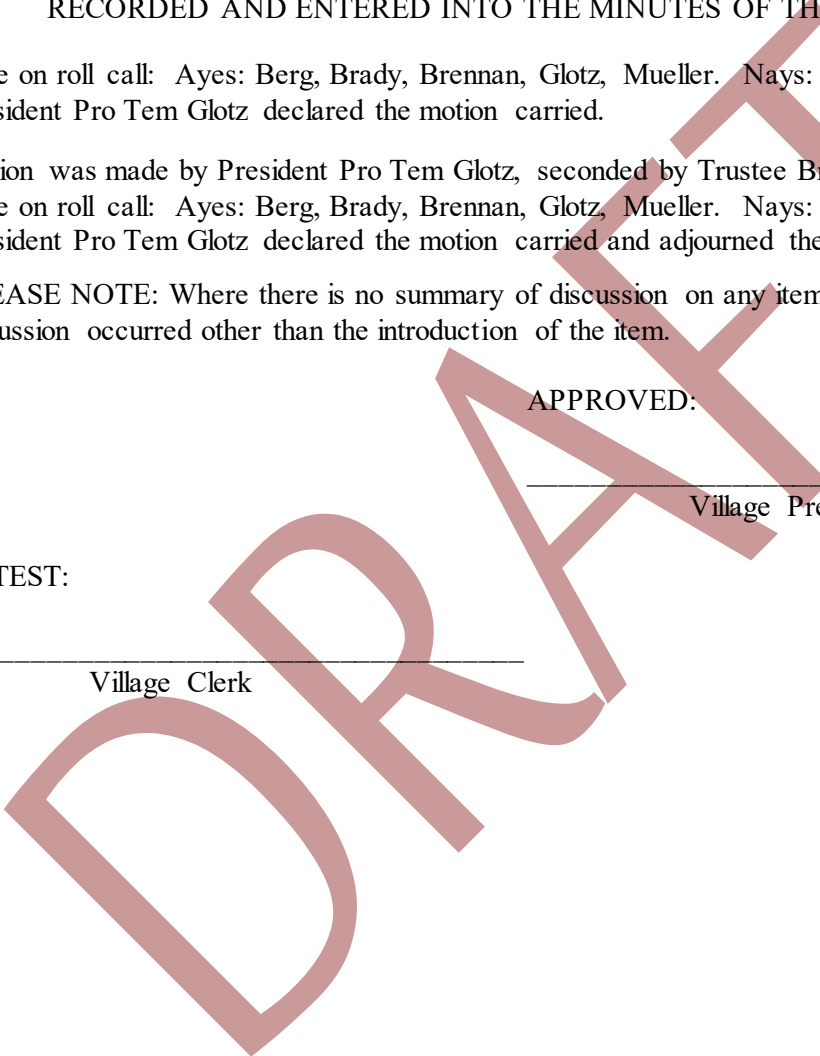 RECORDED AND ENTERED INTO THE MINUTES OF TH
e on roll call: Ayes: Berg, Brady, Brennan, Glotz, Mueller. Nays:
sident Pro Tem Glotz declared the motion carried.
ion was made by President Pro Tem Glotz, seconded by Trustee Br
e on roll call: Ayes: Berg, Brady, Brennan, Glotz, Mueller. Nays:
sident Pro Tem Glotz declared the motion carried and adjourned the
EASE NOTE: Where there is no summary of discussion on any item
ussion occurred other than the introduction of the item.
APPROVED:
Village Pre
TEST:
Village Clerk
DRAFT